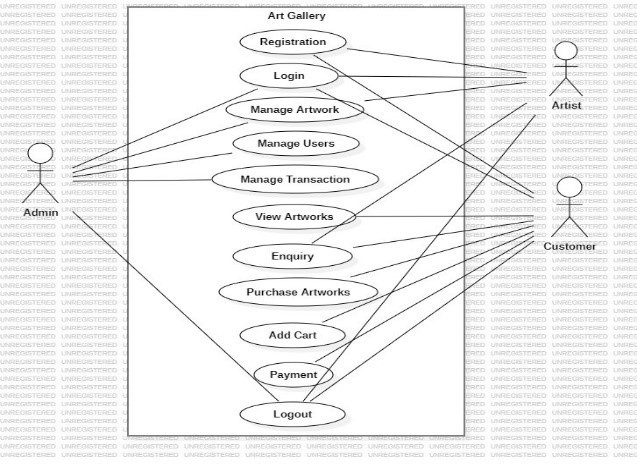 Art Gallery
Registration
Login
Manage Artwork
Manage Users
Manage Transaction
View Artworks
Enquiry
Purchase Artworks
Add Cart
Payment
Logout
Admin
Artist
Customer
UNREGISTERED